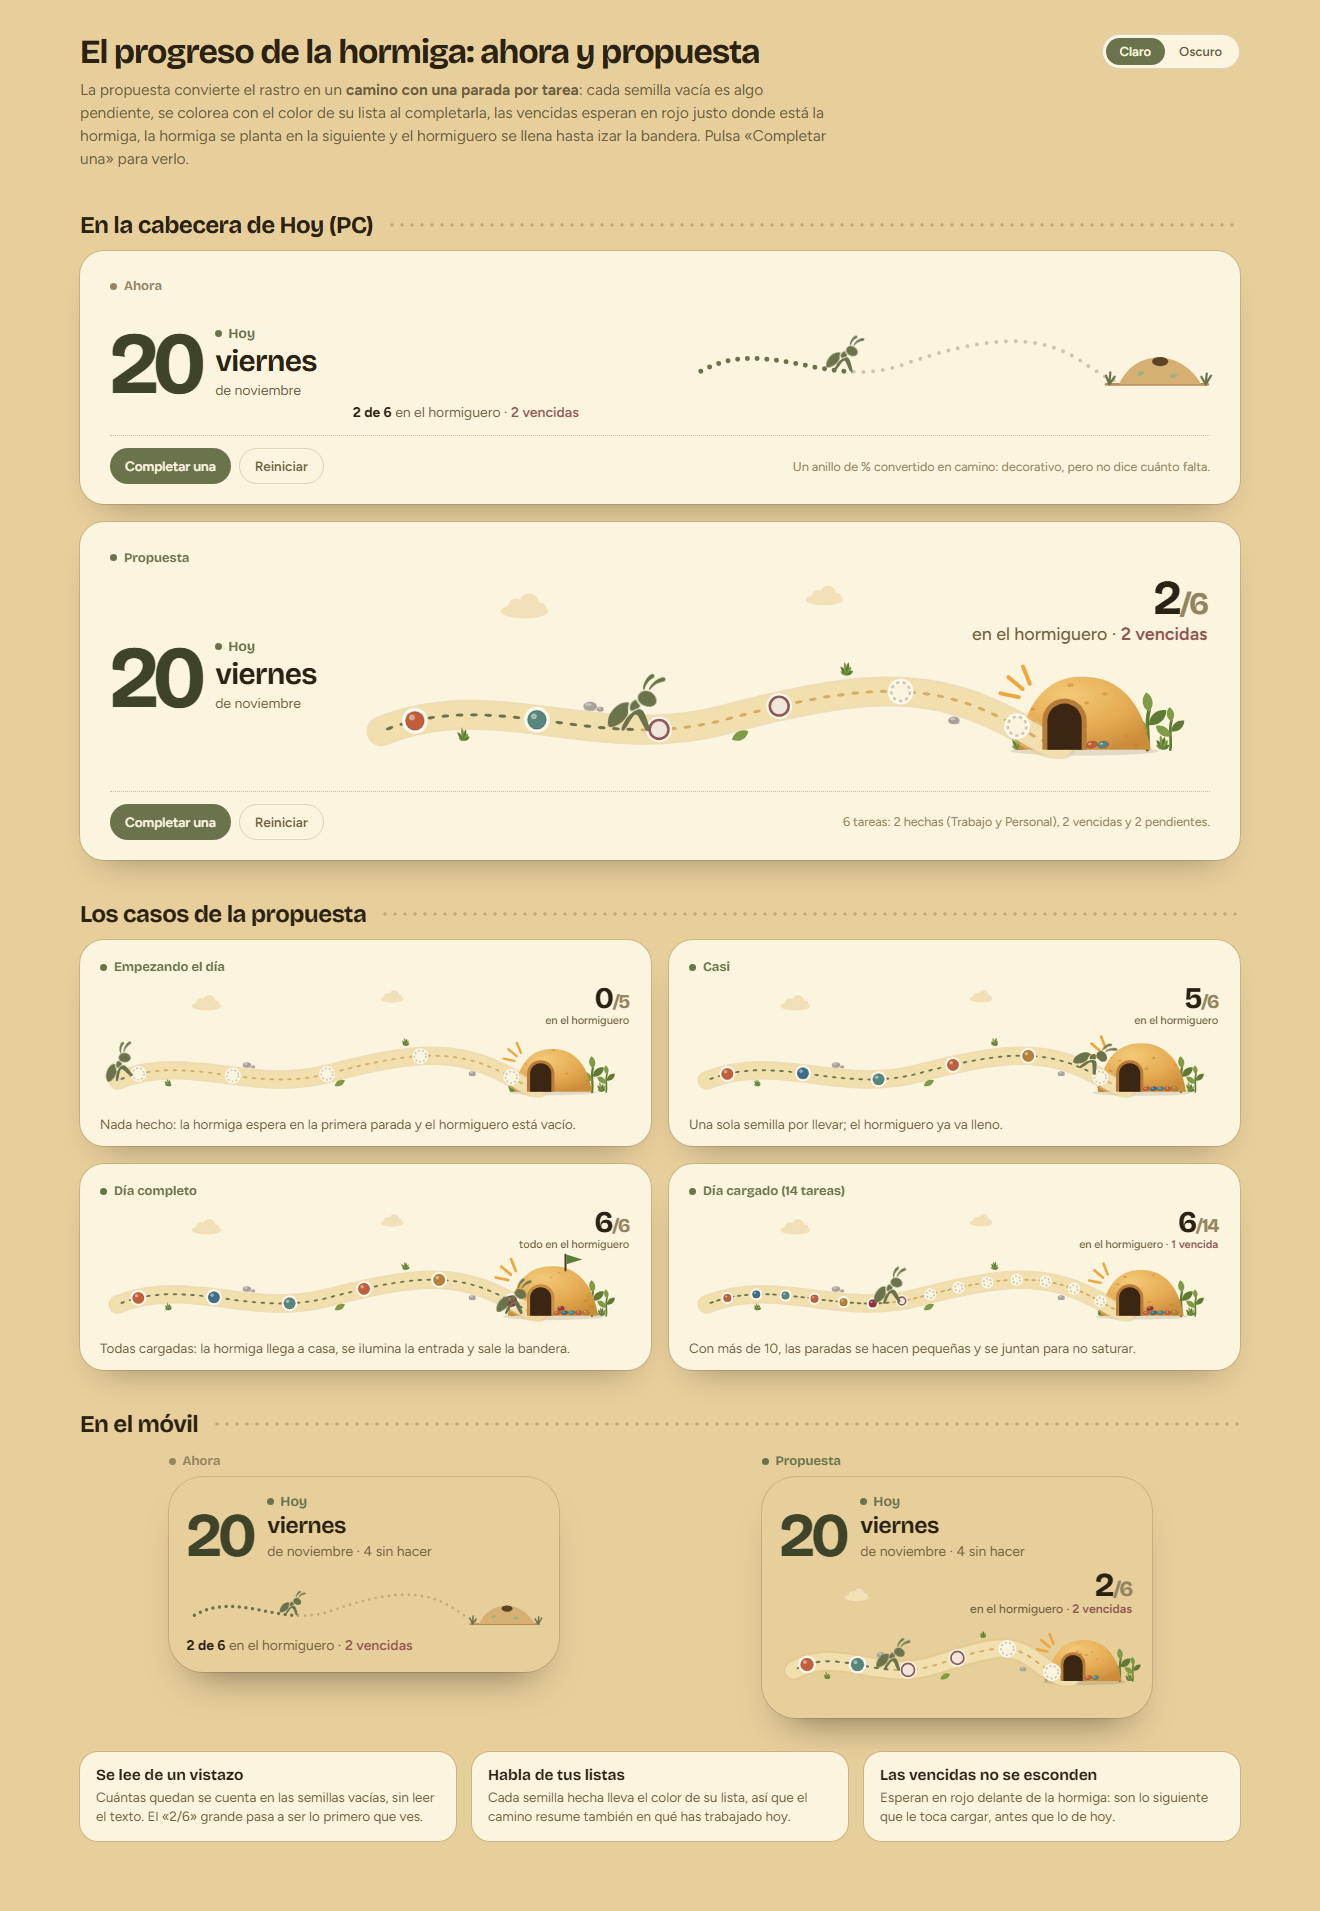 El progreso de la hormiga: ahora y propuesta
Claro
Oscuro
La propuesta convierte el rastro en un camino con una parada por tarea: cada semilla vacía es algo
pendiente, se colorea con el color de su lista al completarla, las vencidas esperan en rojo justo donde está la
hormiga, la hormiga se planta en la siguiente y el hormiguero se llena hasta izar la bandera. Pulsa «Completar
una» para verlo.
En la cabecera de Hoy (PC)
Ahora
20
Hoy
viernes
de noviembre
2 de 6 en el hormiguero · 2 vencidas
Completar una
Reiniciar
Un anillo de % convertido en camino: decorativo, pero no dice cuánto falta.
Propuesta
2/6
en el hormiguero · 2 vencidas
20
Hoy
viernes
de noviembre
Completar una
Reiniciar
6 tareas: 2 hechas (Trabajo y Personal), 2 vencidas y 2 pendientes.
Los casos de la propuesta
Empezando el día
0/5
en el hormiguero
Nada hecho: la hormiga espera en la primera parada y el hormiguero está vacío.
Casi
5/6
en el hormiguero
Una sola semilla por llevar; el hormiguero ya va lleno.
Día completo
6/6
todo en el hormiguero
Todas cargadas: la hormiga llega a casa, se ilumina la entrada y sale la bandera.
Día cargado (14 tareas)
6/14
en el hormiguero · 1 vencida
Con más de 10, las paradas se hacen pequeñas y se juntan para no saturar.
En el móvil
Ahora
20
Hoy
viernes
de noviembre · 4 sin hacer
2 de 6 en el hormiguero · 2 vencidas
Propuesta
20
Hoy
viernes
de noviembre · 4 sin hacer
2/6
en el hormiguero · 2 vencidas
Se lee de un vistazo
Cuántas quedan se cuenta en las semillas vacías, sin leer
el texto. El «2/6» grande pasa a ser lo primero que ves.
Habla de tus listas
Cada semilla hecha lleva el color de su lista, así que el
camino resume también en qué has trabajado hoy.
Las vencidas no se esconden
Esperan en rojo delante de la hormiga: son lo siguiente
que le toca cargar, antes que lo de hoy.